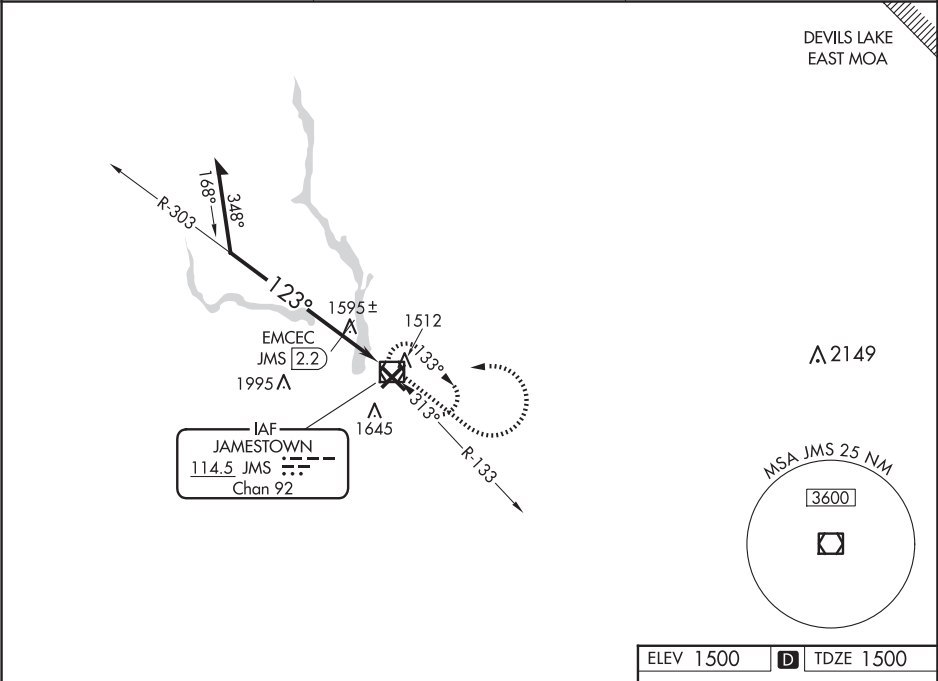 DEVILS LAKE
EAST MOA
168°
348°
R-303
123°
1595±
1512
EMCEC
JMS 2.2
133°
2149
1995
313°
1645
IAF
JAMESTOWN
114.5 JMS
Chan 92
R-133
MSA JMS 25 NM
3600
ELEV 1500 D TDZE 1500